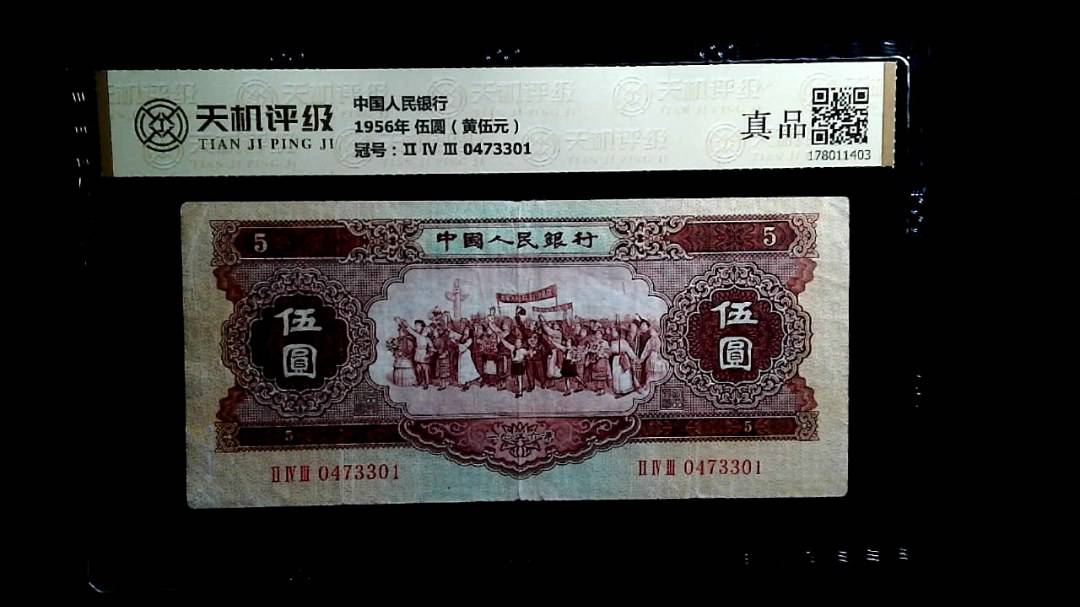 天机评级
TIAN JI PING JI
中国人民银行
1956年 伍圆（黄伍元）
冠号：II IV III 0473301
真品
178011403
5
中國人民銀行
5
伍圓
伍圓
5
5
II IV III 0473301
II IV III 0473301